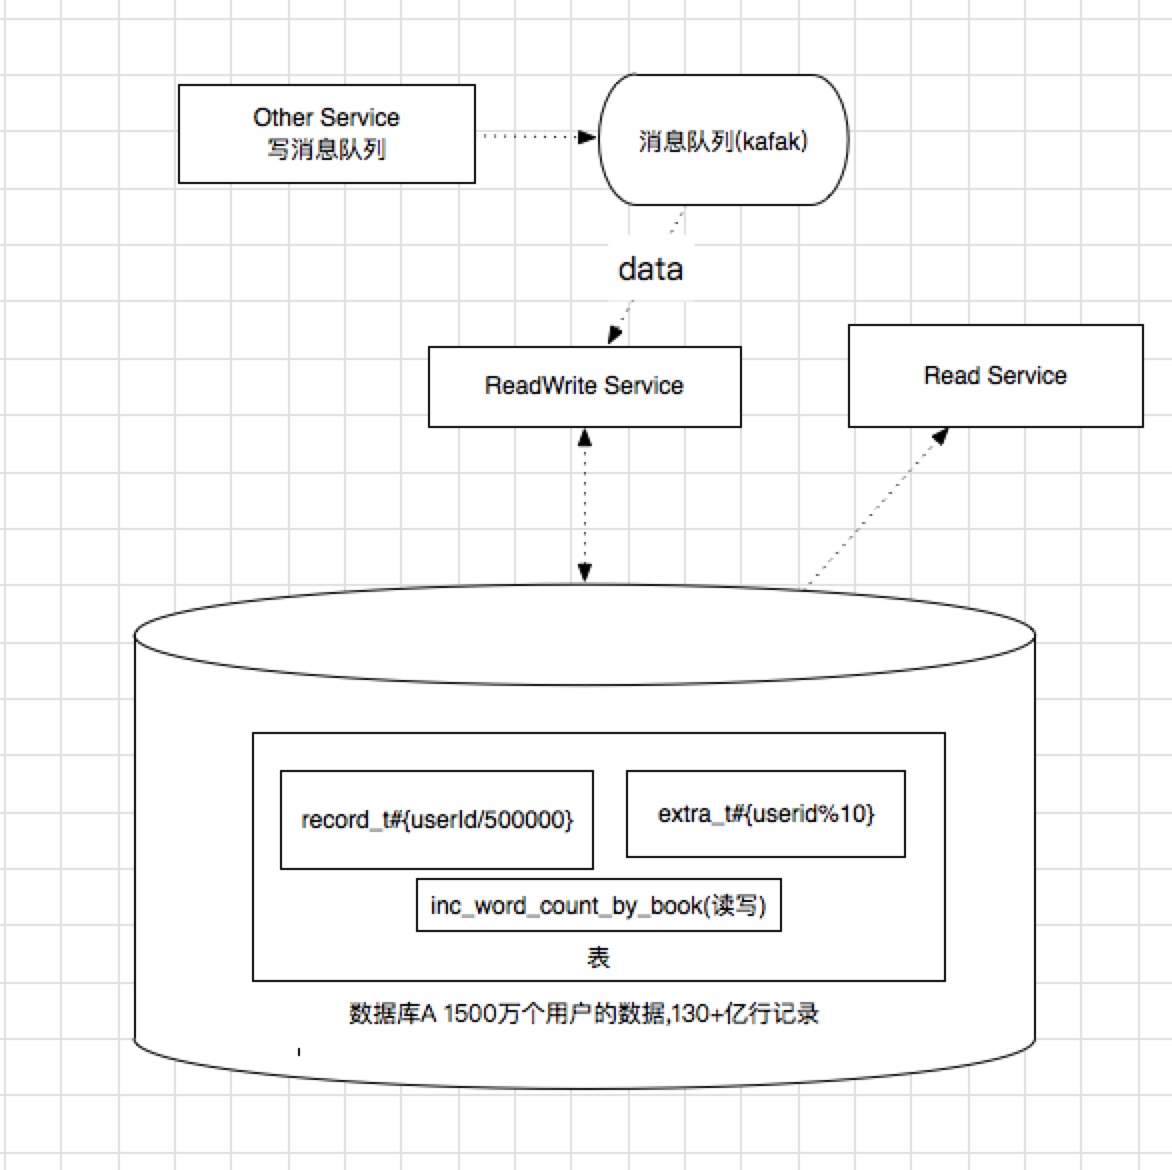 Other Service
写消息队列
消息队列(kafak)
data
ReadWrite Service
Read Service
record_t#{userId/500000}
extra_t#{userid%10}
inc_word_count_by_book(读写)
表
数据库A 1500万个用户的数据,130+亿行记录